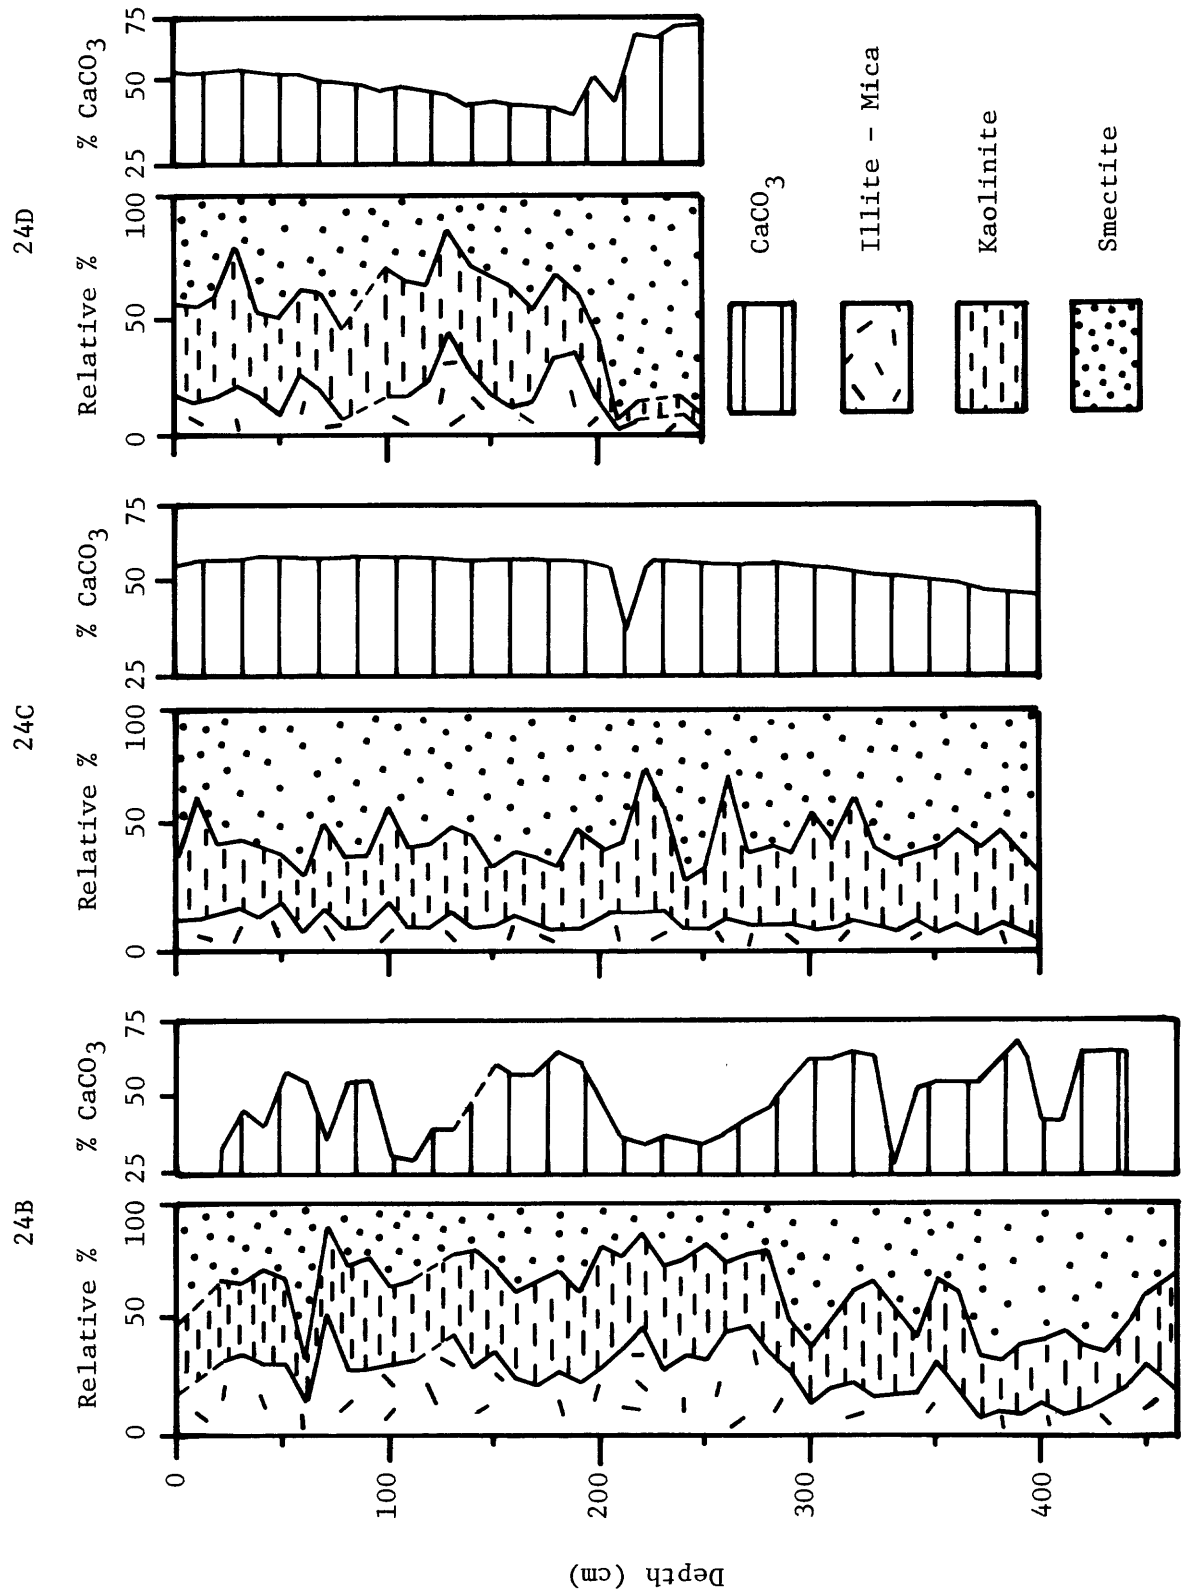 24B
24C
24D
Relative %
% CaCO3
Relative %
% CaCO3
Relative %
% CaCO3
0 50 100
25 50 75
0 50 100
25 50 75
0 50 100
25 50 75
Depth (cm)
0
100
200
300
400
CaCO3
Illite - Mica
Kaolinite
Smectite